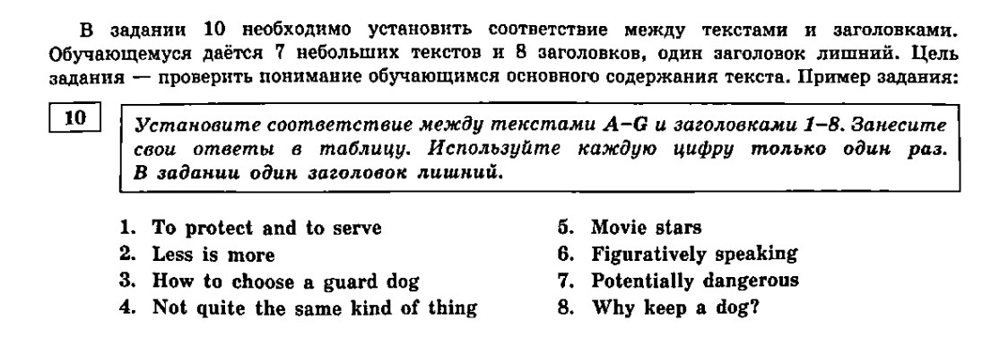 В задании 10 необходимо установить соответствие между текстами и заголовками.
Обучающемуся даётся 7 небольших текстов и 8 заголовков, один заголовок лишний. Цель
задания — проверить понимание обучающимся основного содержания текста. Пример задания:
10
Установите соответствие между текстами A–G и заголовками 1–8. Занесите
свои ответы в таблицу. Используйте каждую цифру только один раз.
В задании один заголовок лишний.
1. To protect and to serve
2. Less is more
3. How to choose a guard dog
4. Not quite the same kind of thing
5. Movie stars
6. Figuratively speaking
7. Potentially dangerous
8. Why keep a dog?